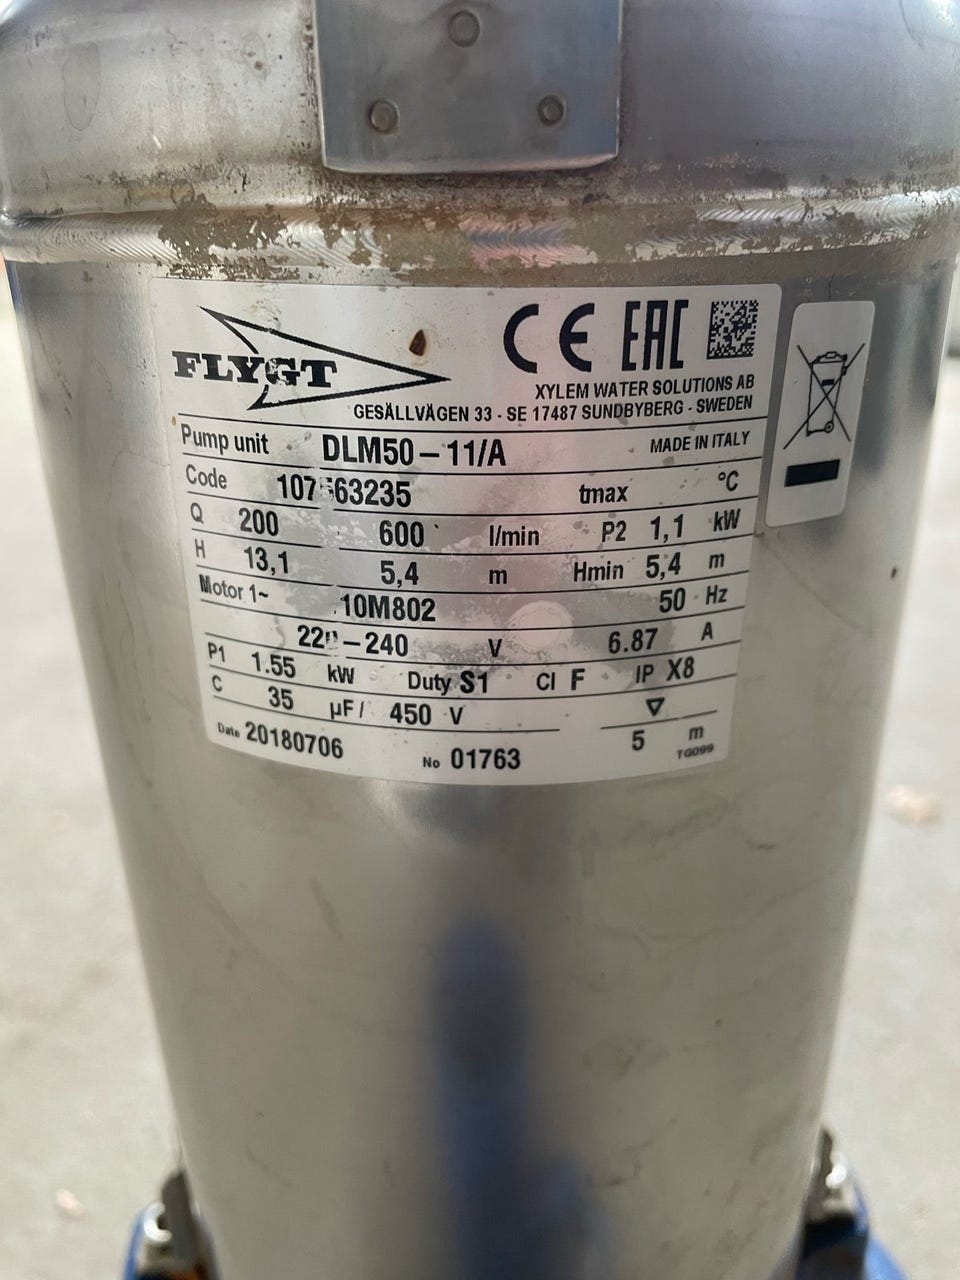 FLYGT
CE EAC
XYLEM WATER SOLUTIONS AB
GESÄLLVÄGEN 33 - SE 17487 SUNDBYBERG - SWEDEN
Pump unit DLM50-11/A MADE IN ITALY
Code tmax °C
Q 200 600 l/min P2 1,1 kW
H 13,1 5,4 m Hmin 5,4 m
Motor 1~ 10M802 50 Hz
V 6.87 A
P1 1.55 kW Duty S1 Cl F IP X8
C 35 µF / 450 V
5 m
Date 20180706 No 01763 TG099